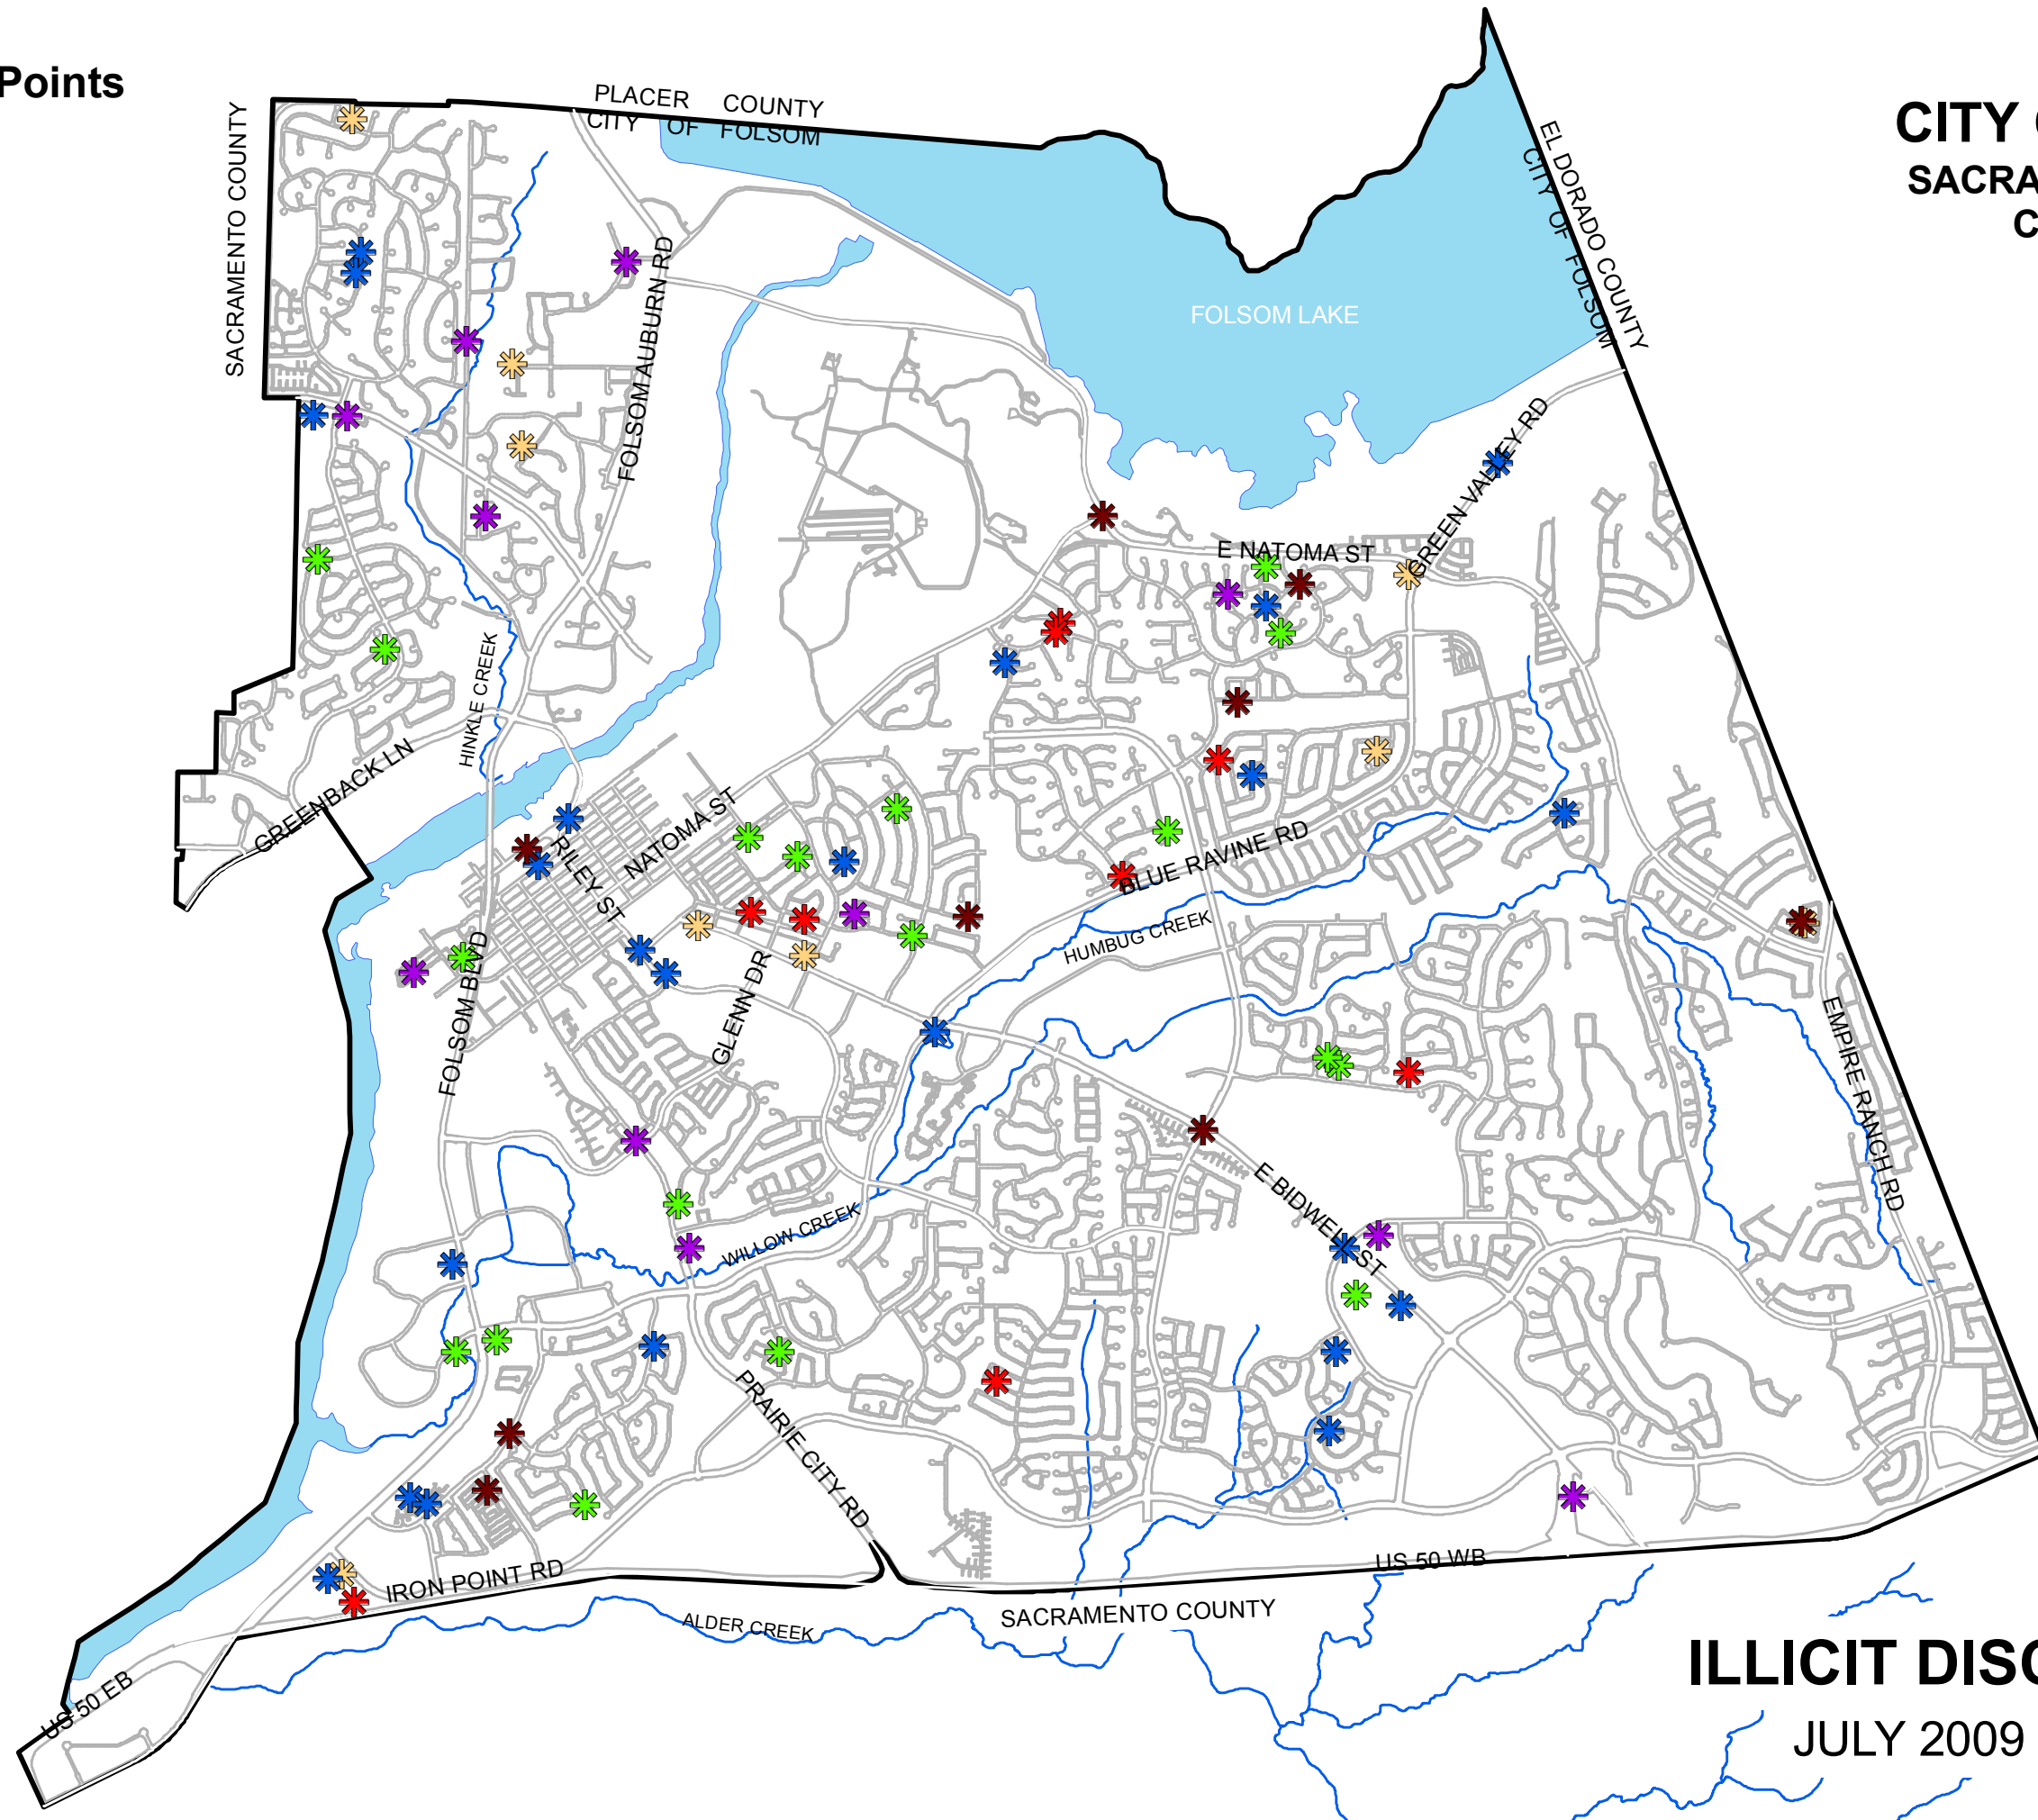 Points
CITY
SACRA
C
PLACER COUNTY
CITY OF FOLSOM
SACRAMENTO COUNTY
EL DORADO COUNTY
CITY OF FOLSOM
FOLSOM LAKE
FOLSOM AUBURN RD
GREEN VALLEY RD
E NATOMA ST
HINKLE CREEK
GREENBACK LN
NATOMA ST
RILEY ST
BLUE RAVINE RD
HUMBUG CREEK
FOLSOM BLVD
GLENN DR
EMPIRE RANCH RD
E BIDWELL ST
WILLOW CREEK
PRAIRIE CITY RD
IRON POINT RD
US 50 WB
SACRAMENTO COUNTY
ALDER CREEK
US 50 EB
ILLICIT DISC
JULY 2009